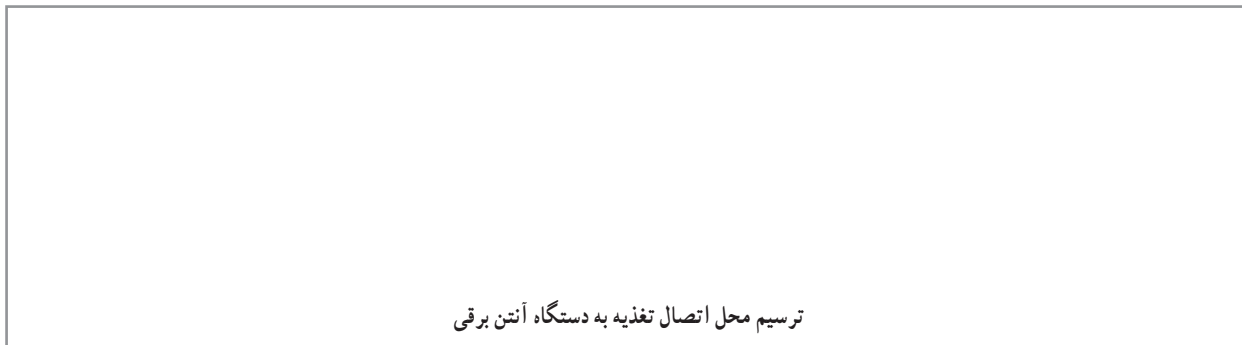 ترسیم محل اتصال تغذیه به دستگاه آنتن برقی